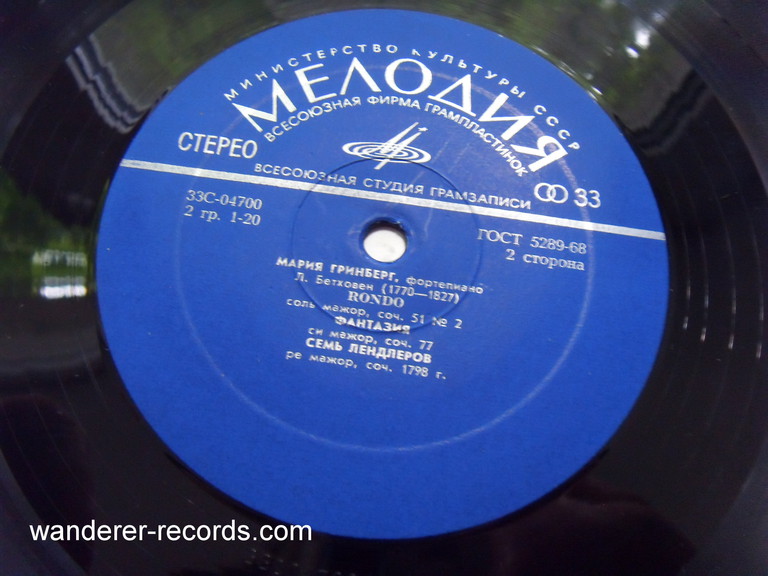 МИНИСТЕРСТВО КУЛЬТУРЫ СССР
МЕЛОДИЯ
ВСЕСОЮЗНАЯ ФИРМА ГРАМПЛАСТИНОК
СТЕРЕО
ВСЕСОЮЗНАЯ СТУДИЯ ГРАМЗАПИСИ
33
33С-04700
2 гр. 1-20
ГОСТ 5289-68
2 сторона
МАРИЯ ГРИНБЕРГ, фортепиано
Л. Бетховен (1770—1827)
RONDO
соль мажор, соч. 51 № 2
ФАНТАЗИЯ
си мажор, соч. 77
СЕМЬ ЛЕНДЛЕРОВ
ре мажор, соч. 1798 г.
wanderer-records.com